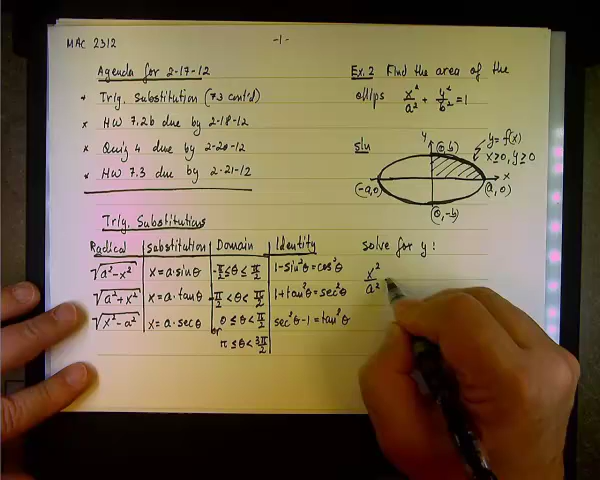 MAC 2312
-1-
Agenda for 2-17-12
* Trig. Substitution (7.3 cont'd)
* HW 7.2b due by 2-18-12
* Quiz 4 due by 2-20-12
* HW 7.3 due by 2-21-12
Trig. Substitutions
Radical | Substitution | Domain | Identity
√(a²-x²) | x = a·sinθ | -π/2 ≤ θ ≤ π/2 | 1-sin²θ = cos²θ
√(a²+x²) | x = a·tanθ | -π/2 < θ < π/2 | 1+tan²θ = sec²θ
√(x²-a²) | x = a·secθ | 0 ≤ θ < π/2 | sec²θ-1 = tan²θ
or
π ≤ θ < 3π/2
Ex. 2 Find the area of the
ellips x²/a² + y²/b² = 1
sln
y
(0,b)
y = f(x)
x ≥ 0, y ≥ 0
x
(-a,0)
(a,0)
(0,-b)
solve for y:
x²/a²